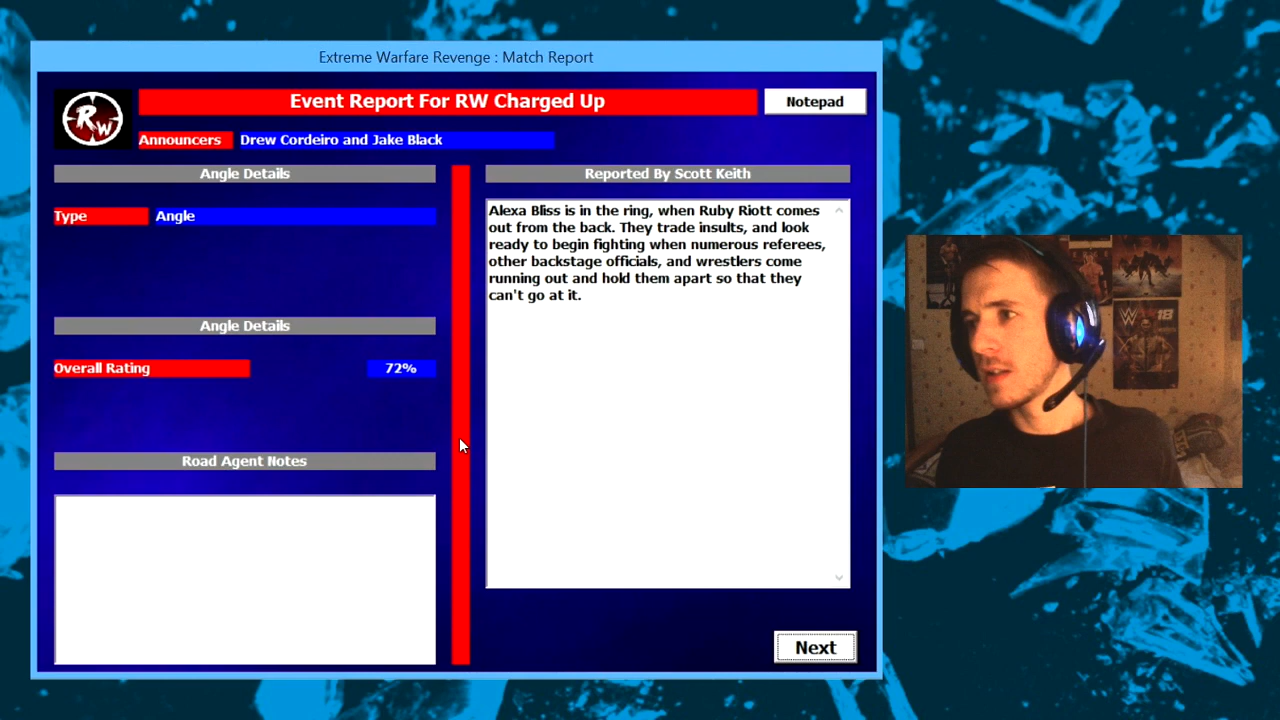 Extreme Warfare Revenge : Match Report
RW
Event Report For RW Charged Up
Notepad
Announcers
Drew Cordeiro and Jake Black
Angle Details
Type
Angle
Angle Details
Overall Rating
72%
Road Agent Notes
Reported By Scott Keith
Alexa Bliss is in the ring, when Ruby Riott comes
out from the back. They trade insults, and look
ready to begin fighting when numerous referees,
other backstage officials, and wrestlers come
running out and hold them apart so that they
can't go at it.
Next
W 18